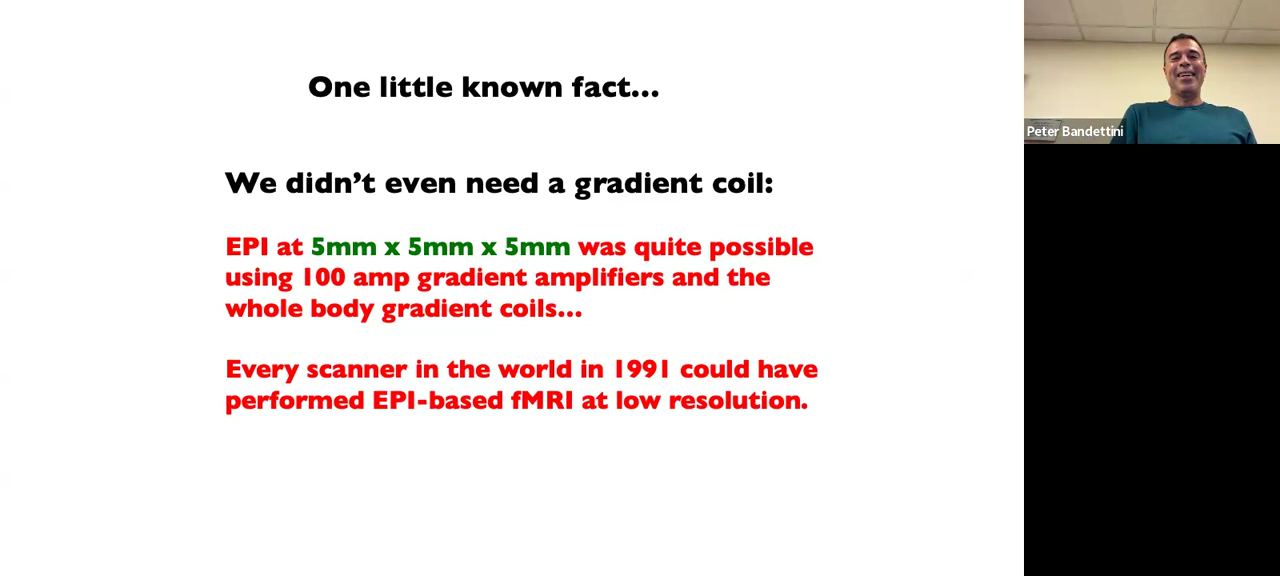 One little known fact...
We didn’t even need a gradient coil:
EPI at 5mm x 5mm x 5mm was quite possible
using 100 amp gradient amplifiers and the
whole body gradient coils...
Every scanner in the world in 1991 could have
performed EPI-based fMRI at low resolution.
Peter Bandettini